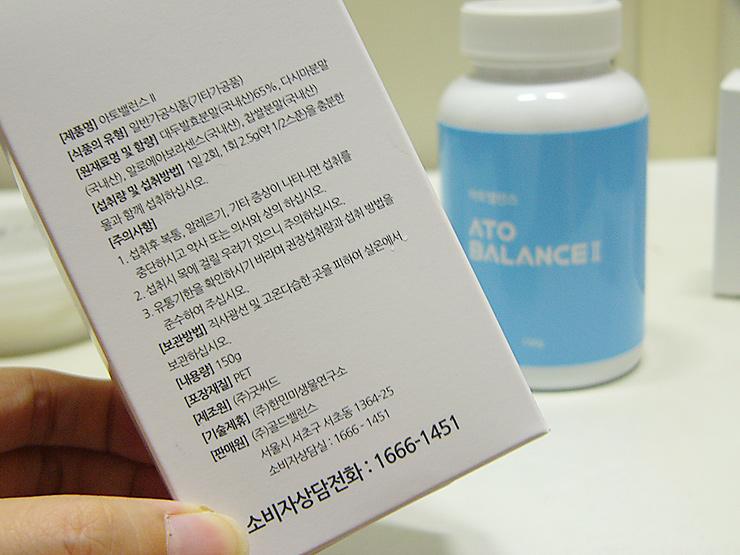 [제품명] 아토밸런스 II
[식품의 유형] 일반가공식품(기타가공품)
[원재료명 및 함량] 대두발효분말(국내산)65%, 다시마분말
(국내산), 알로에아보라센스(국내산), 찹쌀분말(국내산)
[섭취량 및 섭취방법] 1일 2회, 1회 2.5g(약 1/2스푼)을 충분한
물과 함께 섭취하십시오.
[주의사항]
1. 섭취후 복통, 알레르기, 기타 증상이 나타나면 섭취를
중단하시고 약사 또는 의사와 상의 하십시오.
2. 섭취시 목에 걸릴 우려가 있으니 주의하십시오.
3. 유통기한을 확인하시기 바라며 권장섭취량과 섭취 방법을
준수하여 주십시오.
[보관방법] 직사광선 및 고온다습한 곳을 피하여 실온에서
보관하십시오.
[내용량] 150g
[포장재질] PET
[제조원] (주)굿씨드
[기술제휴] (주)한민미생물연구소
[판매원] (주)골드밸런스
서울시 서초구 서초동 1364-25
소비자상담실 : 1666 - 1451
소비자상담전화 : 1666-1451
아토밸런스
ATO
BALANCE II